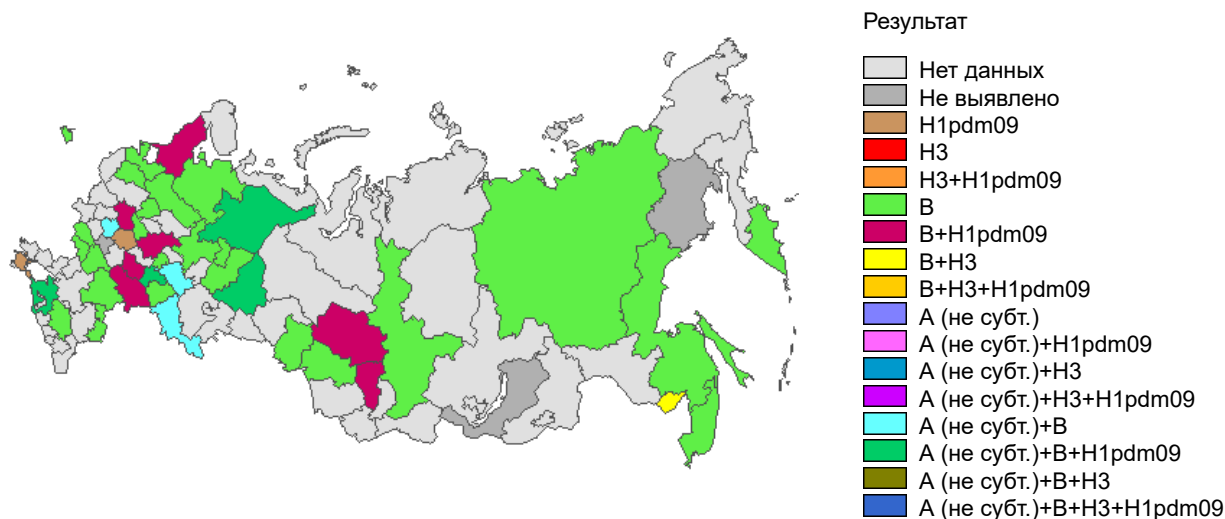 Результат
Нет данных
Не выявлено
H1pdm09
H3
H3+H1pdm09
B
B+H1pdm09
B+H3
B+H3+H1pdm09
А (не субт.)
А (не субт.)+H1pdm09
А (не субт.)+H3
А (не субт.)+H3+H1pdm09
А (не субт.)+B
А (не субт.)+B+H1pdm09
А (не субт.)+B+H3
А (не субт.)+B+H3+H1pdm09